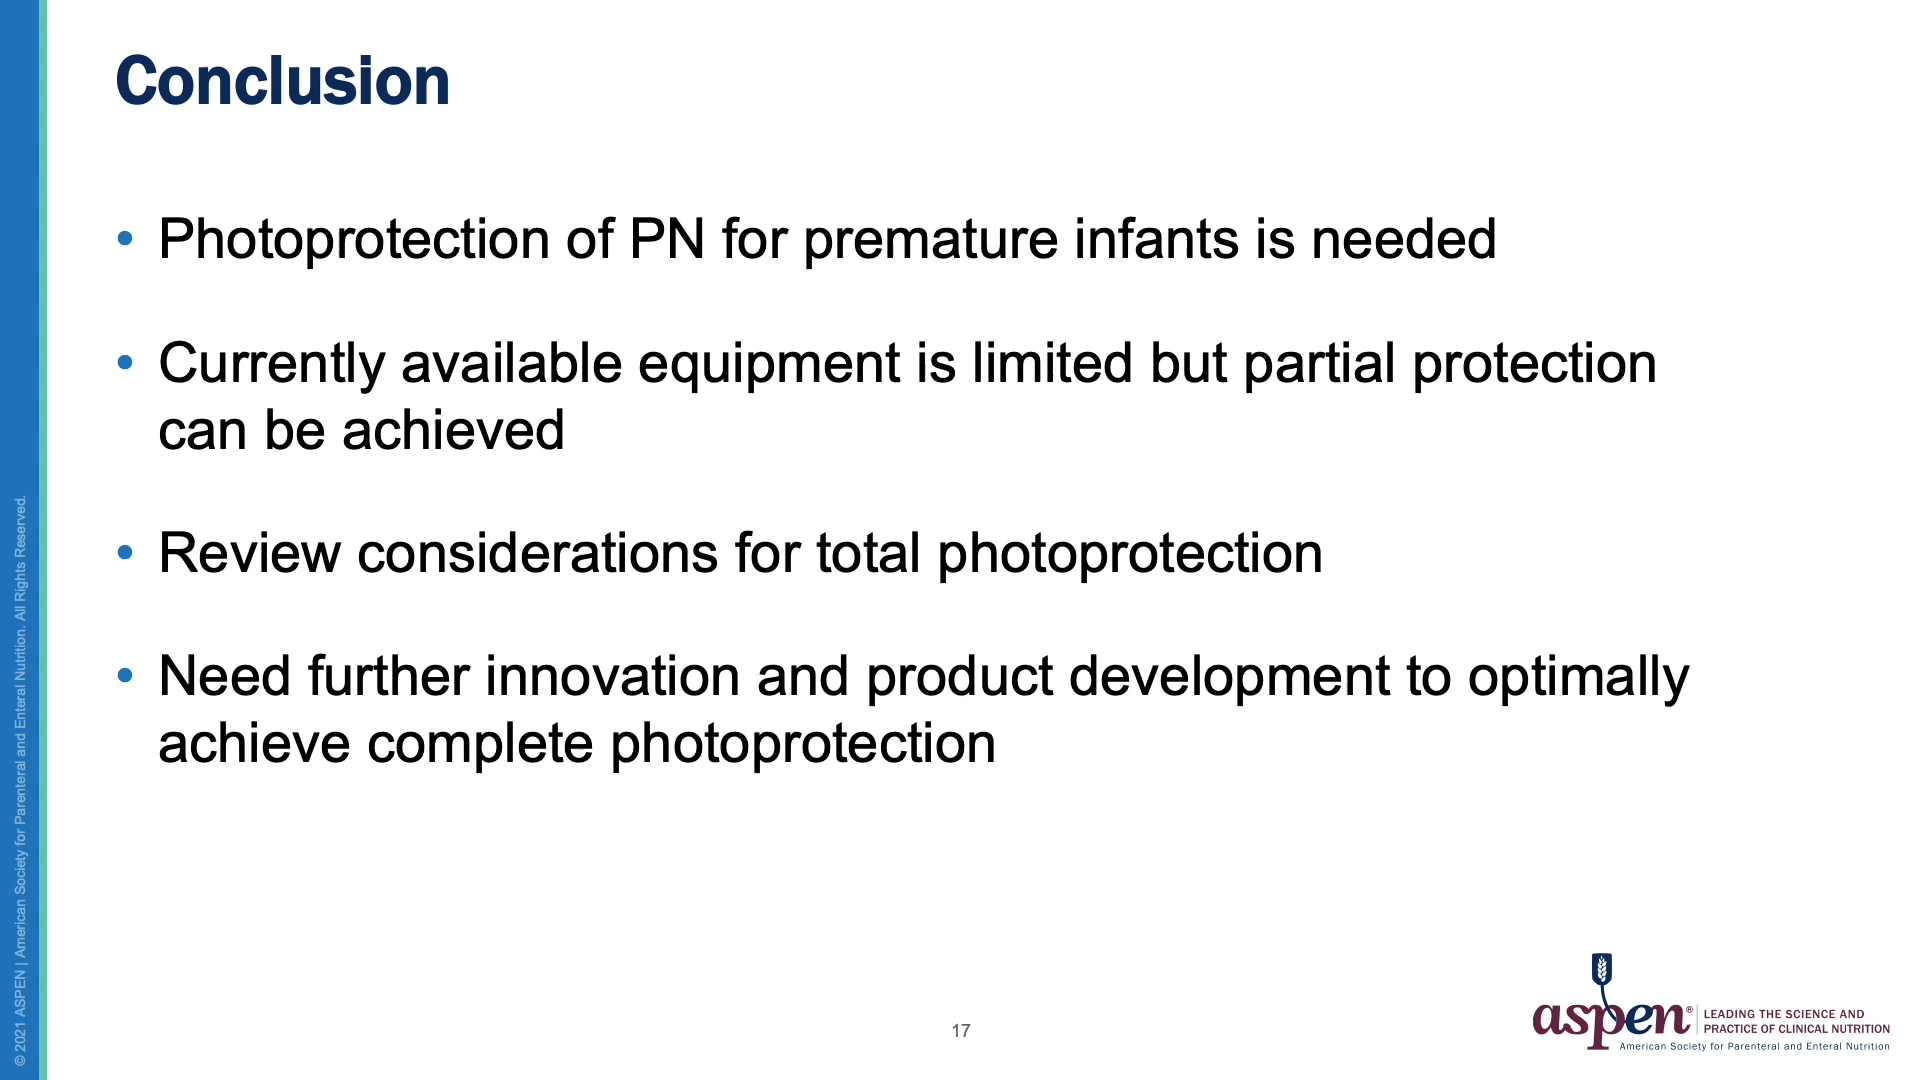 Conclusion
• Photoprotection of PN for premature infants is needed
• Currently available equipment is limited but partial protection
can be achieved
• Review considerations for total photoprotection
• Need further innovation and product development to optimally
achieve complete photoprotection
© 2021 ASPEN | American Society for Parenteral and Enteral Nutrition. All Rights Reserved.
17
aspen®
LEADING THE SCIENCE AND
PRACTICE OF CLINICAL NUTRITION
American Society for Parenteral and Enteral Nutrition